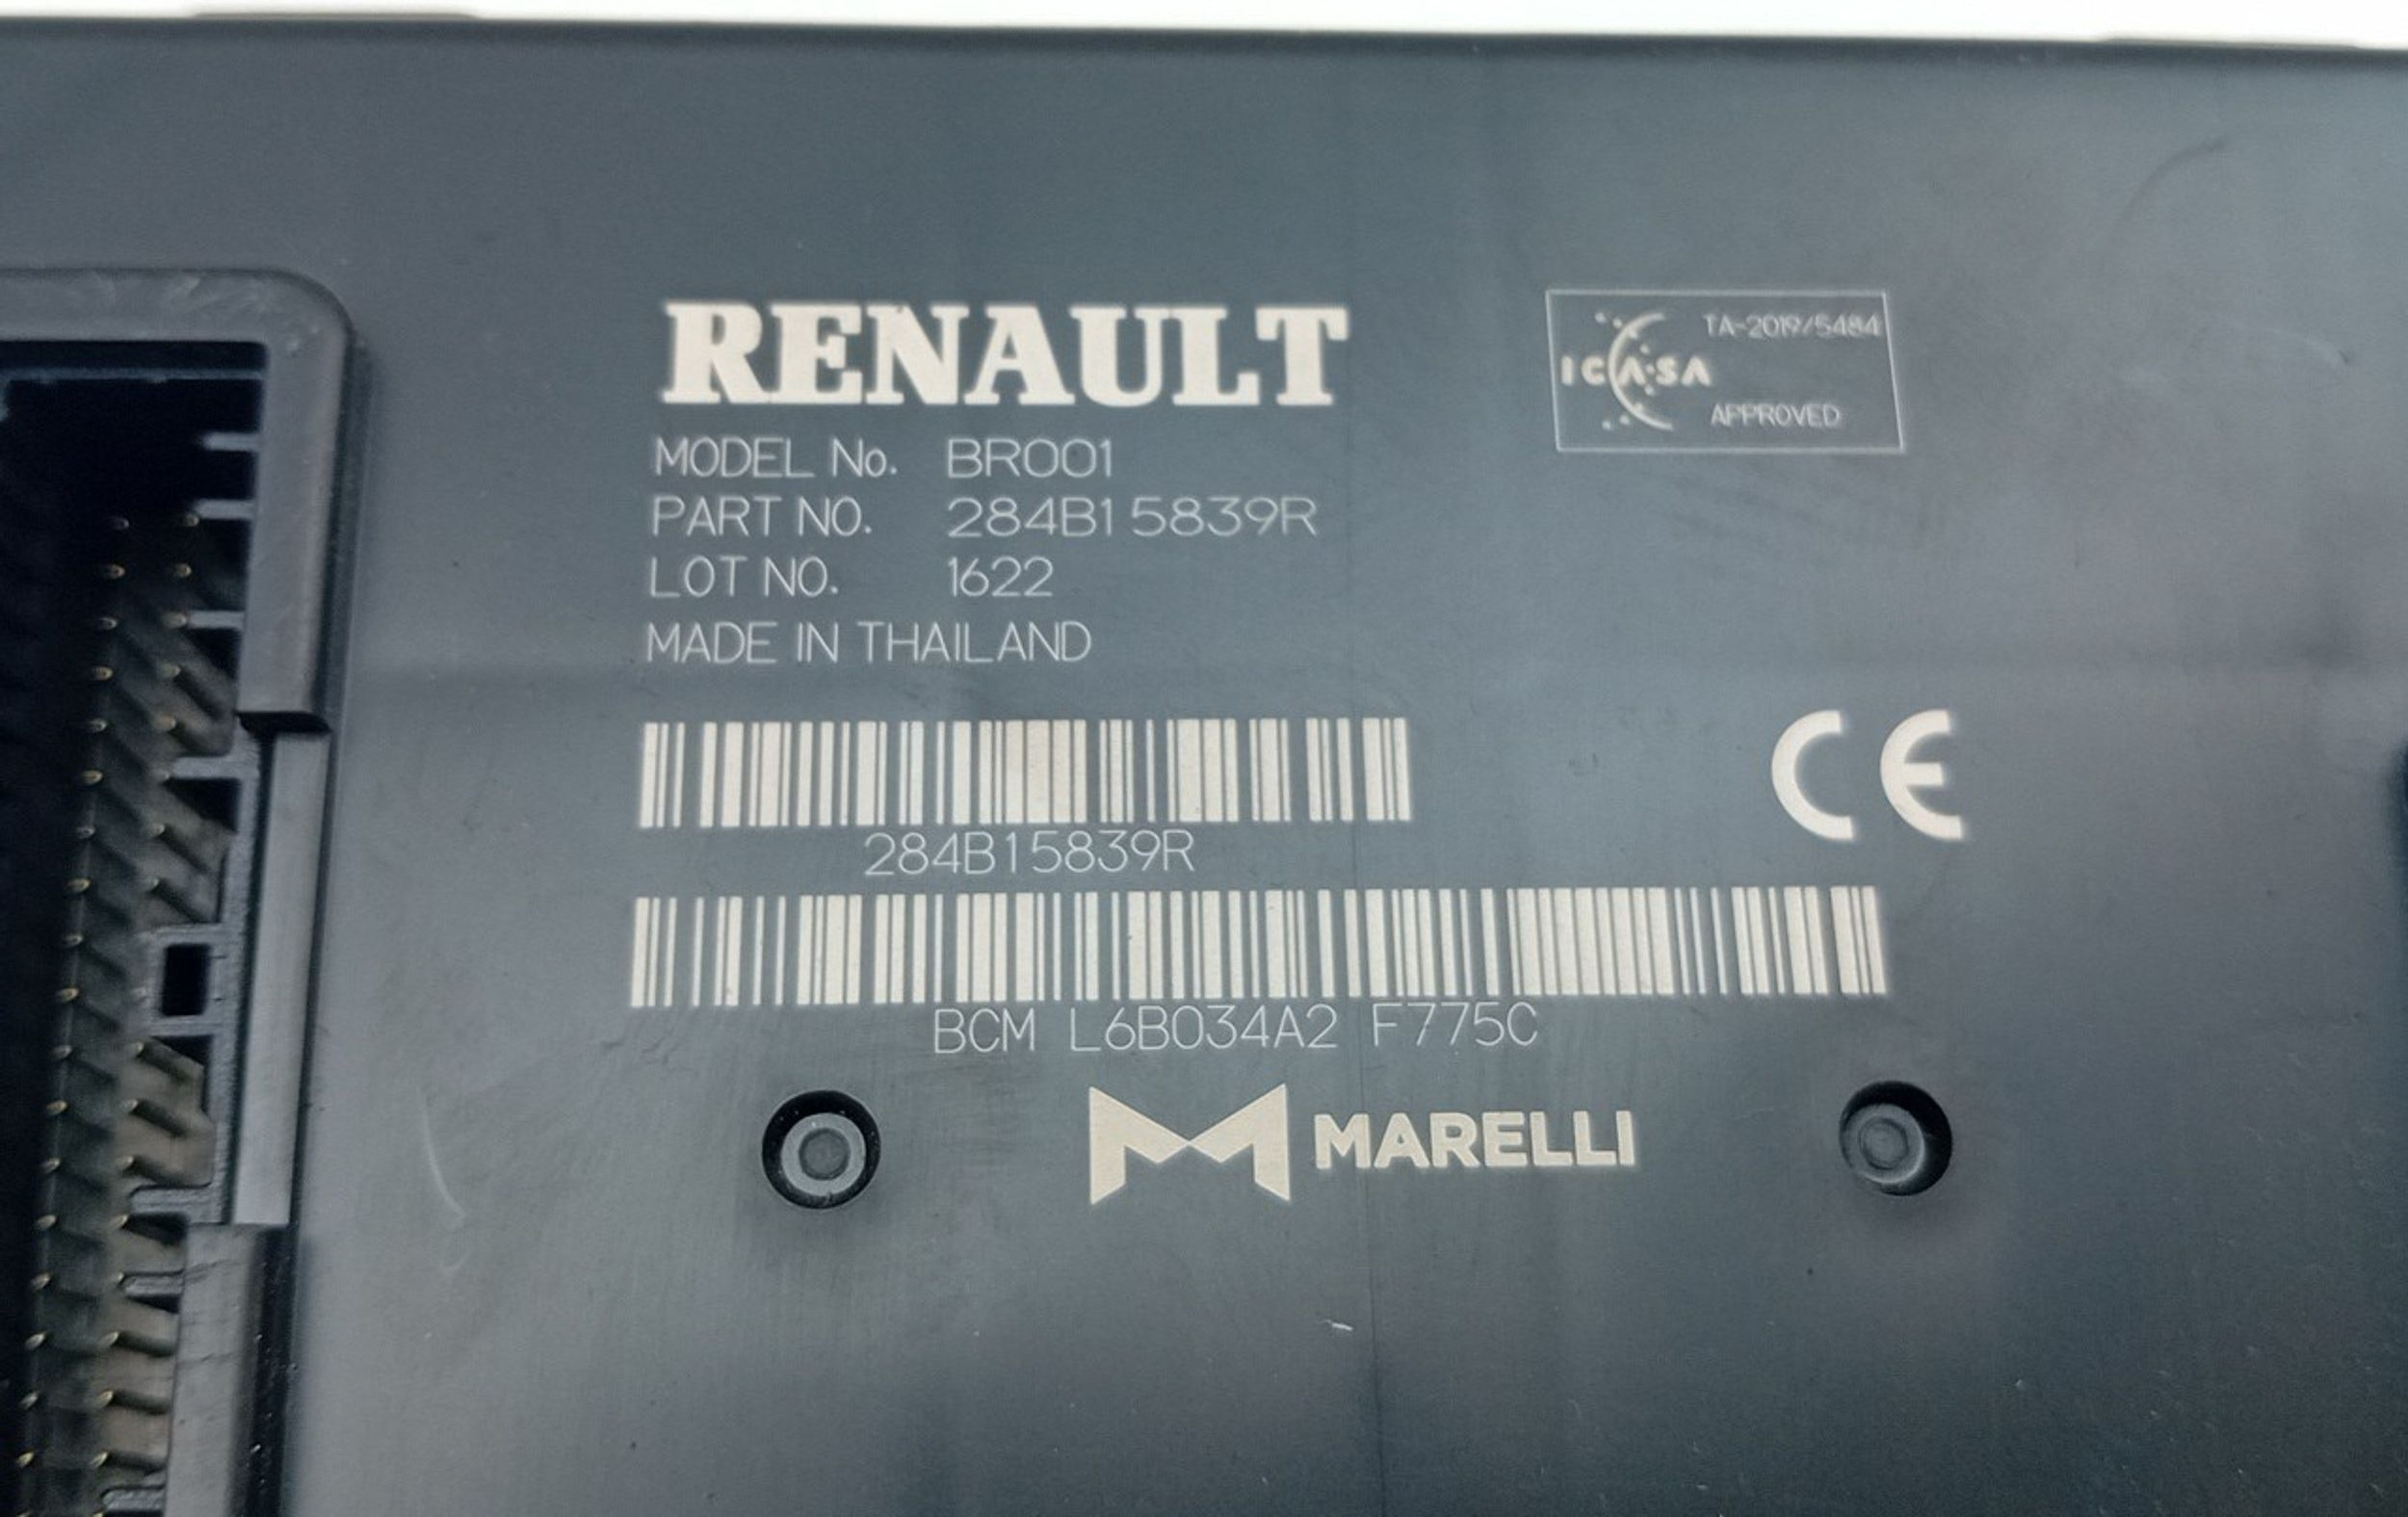 RENAULT
MODEL No. BR001
PART NO. 284B15839R
LOT NO. 1622
MADE IN THAILAND
TA-2019/5484
ICASA
APPROVED
284B15839R
CE
BCM L6B034A2 F775C
MARELLI